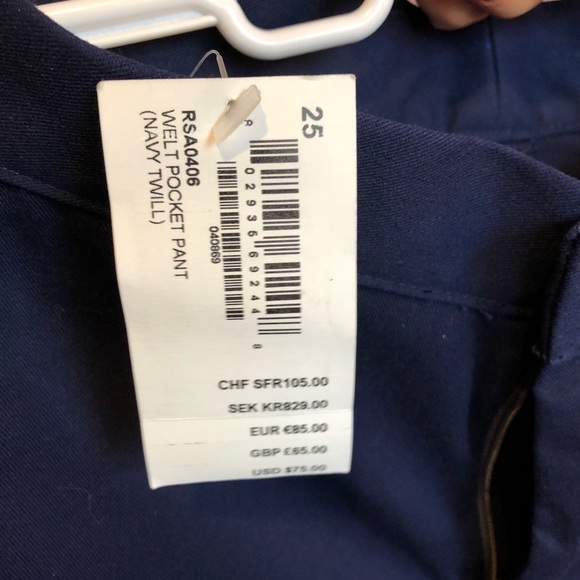 25
RSA0406
WELT POCKET PANT
(NAVY TWILL)
8 02935 69244 8
040869
CHF SFR105.00
SEK KR829.00
EUR €85.00
GBP £65.00
USD $75.00